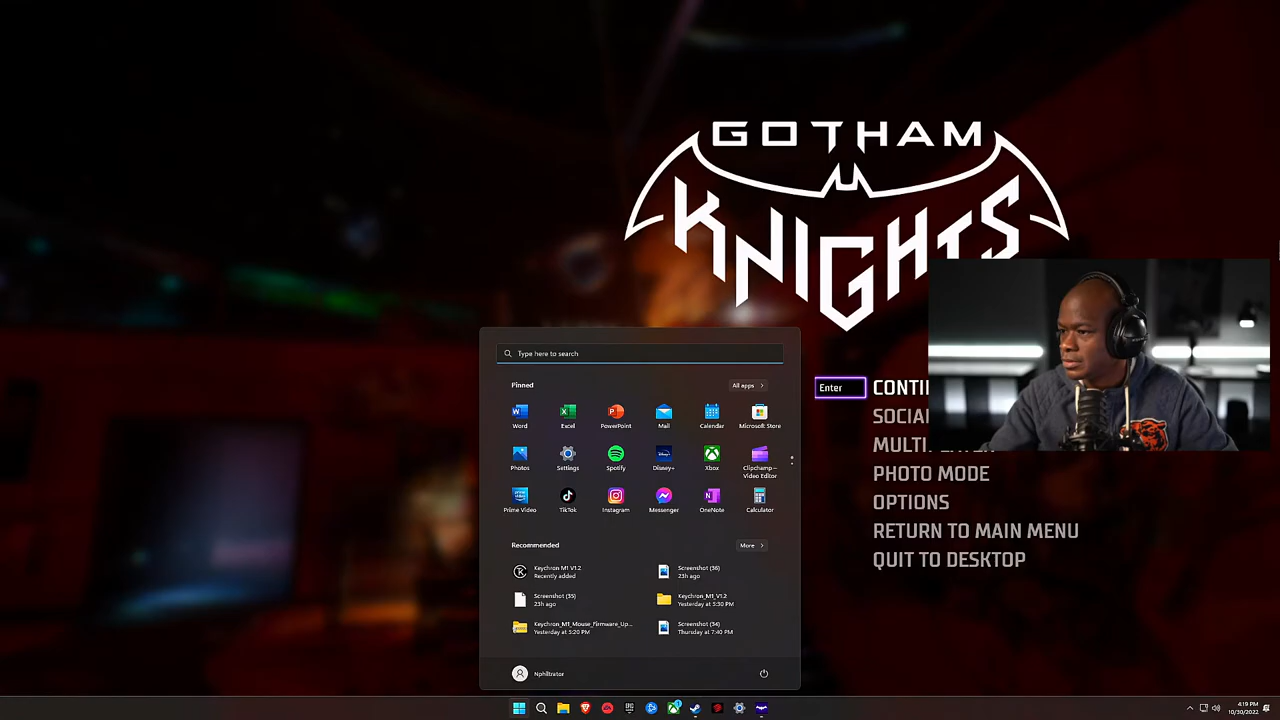 GOTHAM
KNIGHTS
Type here to search
Pinned
All apps
Word
Excel
PowerPoint
Mail
Calendar
Microsoft Store
Photos
Settings
Spotify
Disney+
Xbox
Clipchamp –
Video Editor
Prime Video
TikTok
Instagram
Messenger
OneNote
Calculator
Recommended
More
Keychron M1 V1.2
Recently added
Screenshot (36)
23h ago
Screenshot (35)
23h ago
Keychron_M1_V1.2
Yesterday at 5:30 PM
Keychron_M1_Mouse_Firmware_Up...
Yesterday at 5:20 PM
Screenshot (34)
Thursday at 7:40 PM
Nphiltrator
Enter
CONTI
SOCIA
PHOTO MODE
OPTIONS
RETURN TO MAIN MENU
QUIT TO DESKTOP
4:19 PM
10/30/2022